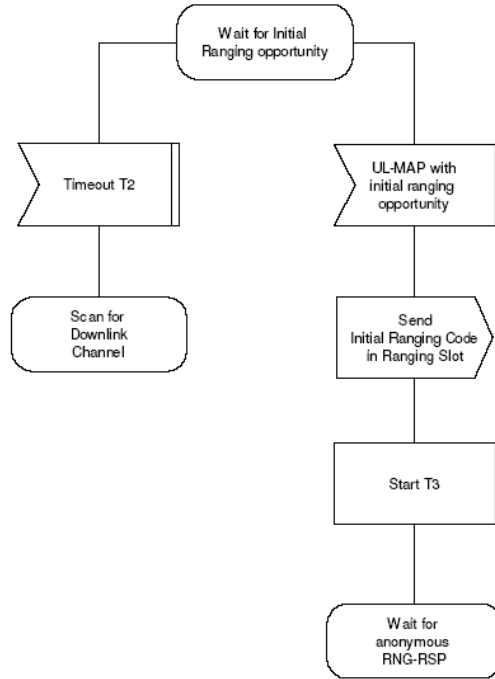 Wait for Initial
Ranging opportunity
Timeout T2
UL-MAP with
initial ranging
opportunity
Scan for
Downlink
Channel
Send
Initial Ranging Code
in Ranging Slot
Start T3
Wait for
anonymous
RNG-RSP